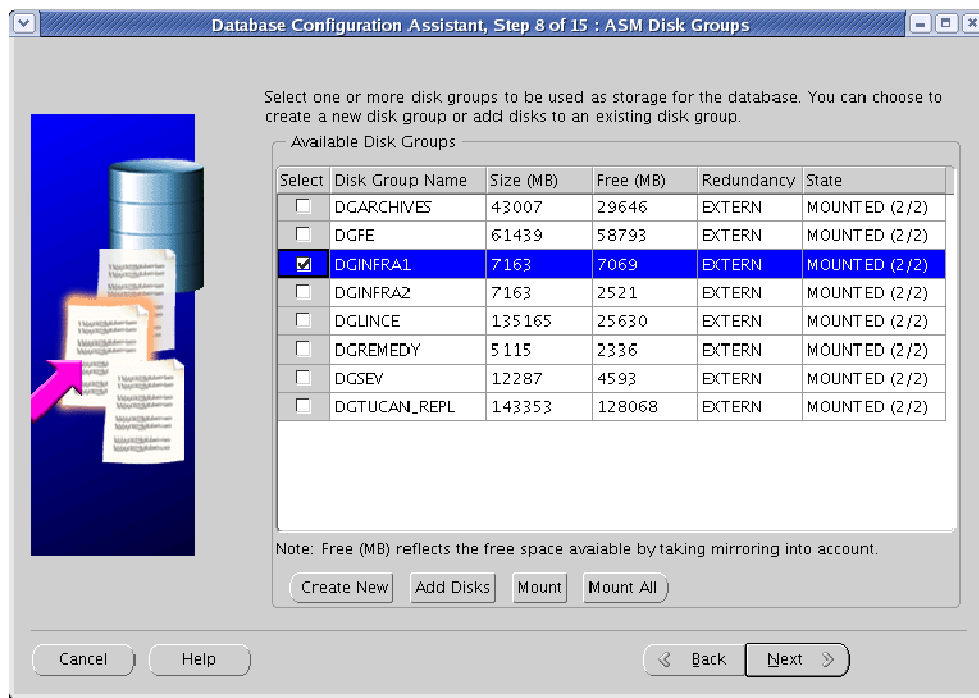 Database Configuration Assistant, Step 8 of 15 : ASM Disk Groups
Select one or more disk groups to be used as storage for the database. You can choose to
create a new disk group or add disks to an existing disk group.
Available Disk Groups
Select Disk Group Name Size (MB) Free (MB) Redundancy State
DGARCHIVES 43007 29646 EXTERN MOUNTED (2/2)
DGFE 61439 58793 EXTERN MOUNTED (2/2)
DGINFRA1 7163 7069 EXTERN MOUNTED (2/2)
DGINFRA2 7163 2521 EXTERN MOUNTED (2/2)
DGLINCE 135165 25630 EXTERN MOUNTED (2/2)
DGREMEDY 5115 2336 EXTERN MOUNTED (2/2)
DGSEV 12287 4593 EXTERN MOUNTED (2/2)
DGTUCAN_REPL 143353 128068 EXTERN MOUNTED (2/2)
Note: Free (MB) reflects the free space avaiable by taking mirroring into account.
Create New Add Disks Mount Mount All
Cancel Help Back Next